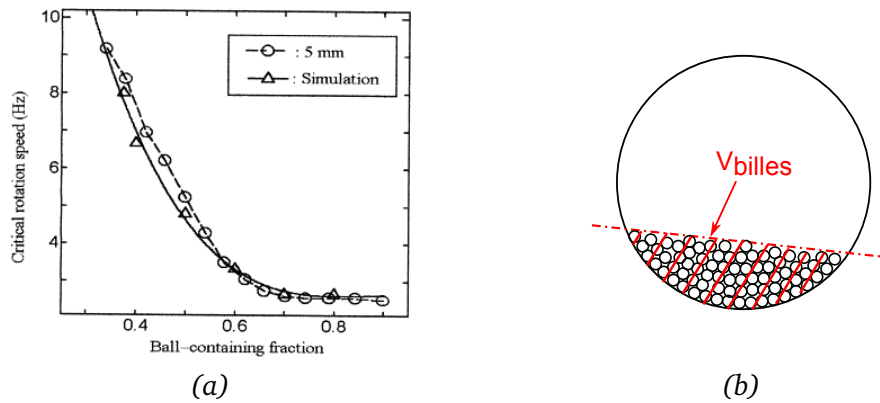 10
8
6
4
0.4 0.6 0.8
Critical rotation speed (Hz)
Ball-containing fraction
: 5 mm
: Simulation
(a)
Vbilles
(b)